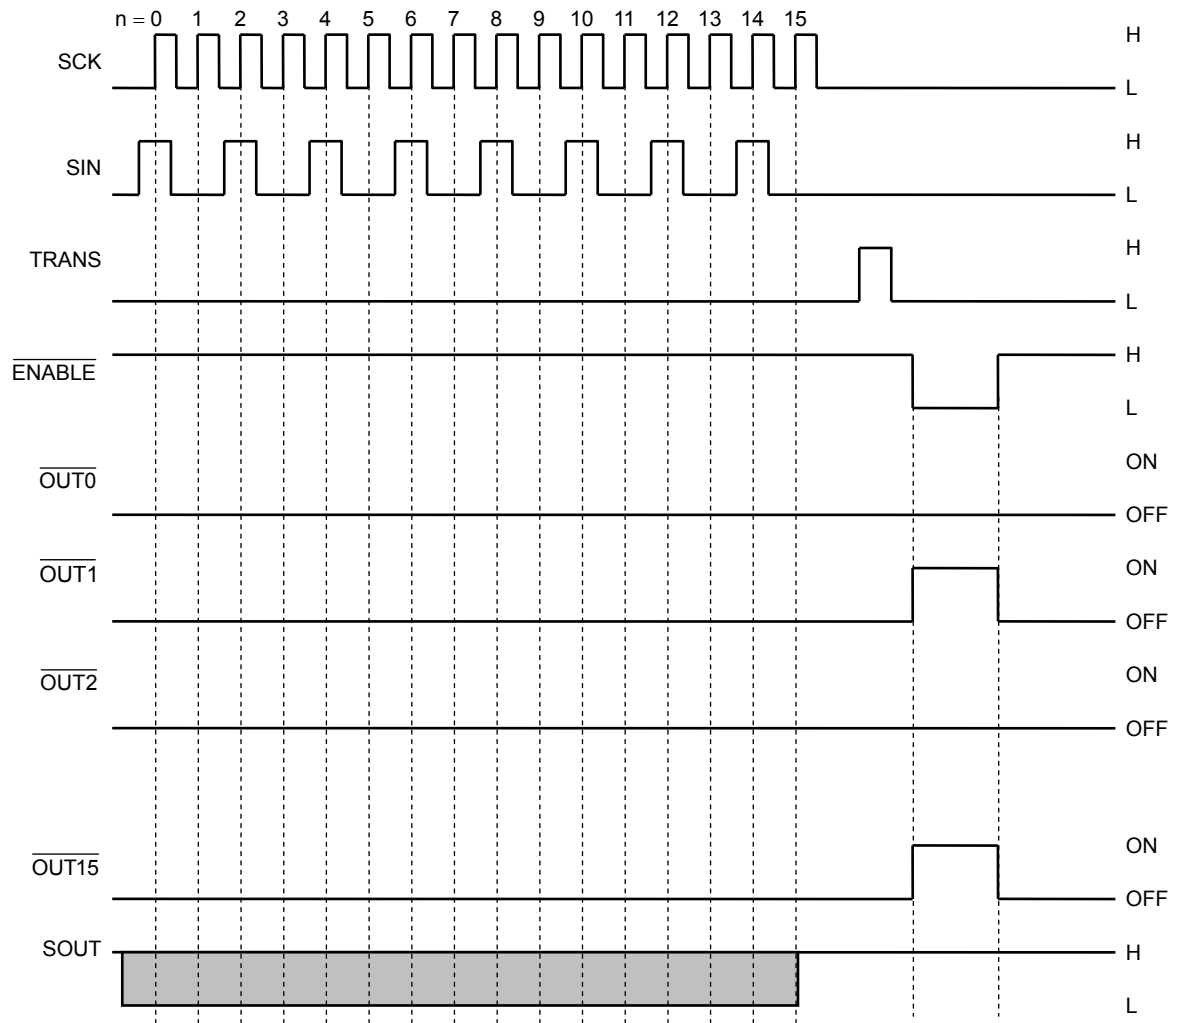 n = 0 1 2 3 4 5 6 7 8 9 10 11 12 13 14 15
H
SCK
L
H
SIN
L
H
TRANS
L
H
ENABLE
L
ON
OUT0
OFF
ON
OUT1
OFF
ON
OUT2
OFF
ON
OUT15
OFF
SOUT
H
L